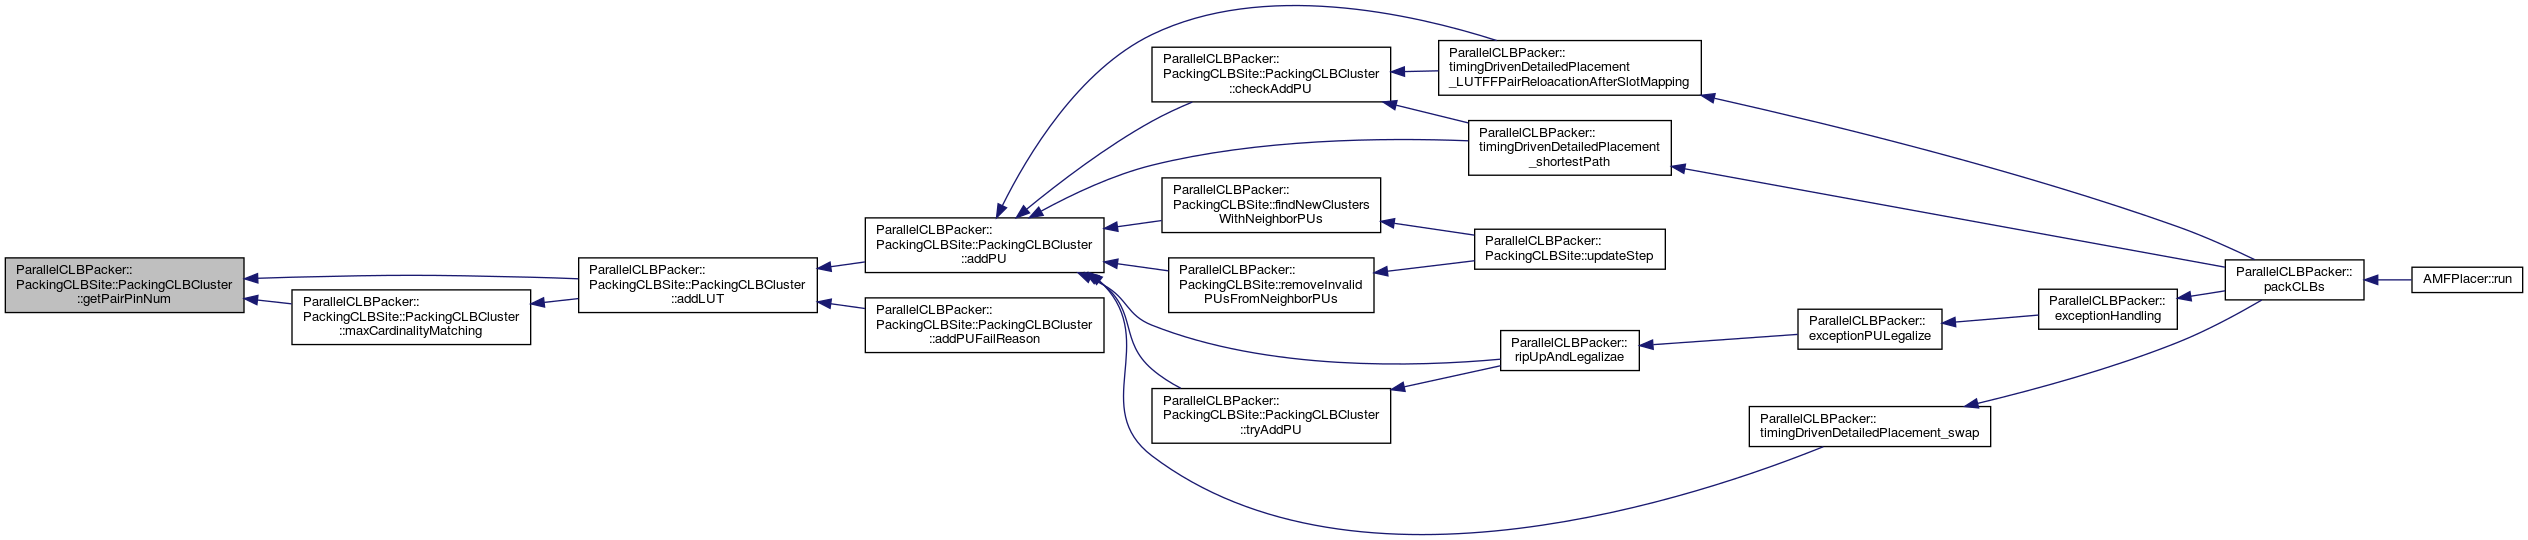 ParallelCLBPacker::
PackingCLBSite::PackingCLBCluster
::getPairPinNum
ParallelCLBPacker::
PackingCLBSite::PackingCLBCluster
::maxCardinalityMatching
ParallelCLBPacker::
PackingCLBSite::PackingCLBCluster
::addLUT
ParallelCLBPacker::
PackingCLBSite::PackingCLBCluster
::addPU
ParallelCLBPacker::
PackingCLBSite::PackingCLBCluster
::addPUFailReason
ParallelCLBPacker::
PackingCLBSite::PackingCLBCluster
::checkAddPU
ParallelCLBPacker::
PackingCLBSite::findNewClusters
WithNeighborPUs
ParallelCLBPacker::
PackingCLBSite::removeInvalid
PUsFromNeighborPUs
ParallelCLBPacker::
PackingCLBSite::PackingCLBCluster
::tryAddPU
ParallelCLBPacker::
timingDrivenDetailedPlacement
_LUTFFPairReloacationAfterSlotMapping
ParallelCLBPacker::
timingDrivenDetailedPlacement
_shortestPath
ParallelCLBPacker::
PackingCLBSite::updateStep
ParallelCLBPacker::
ripUpAndLegalizae
ParallelCLBPacker::
exceptionPULegalize
ParallelCLBPacker::
timingDrivenDetailedPlacement_swap
ParallelCLBPacker::
exceptionHandling
ParallelCLBPacker::
packCLBs
AMFPlacer::run